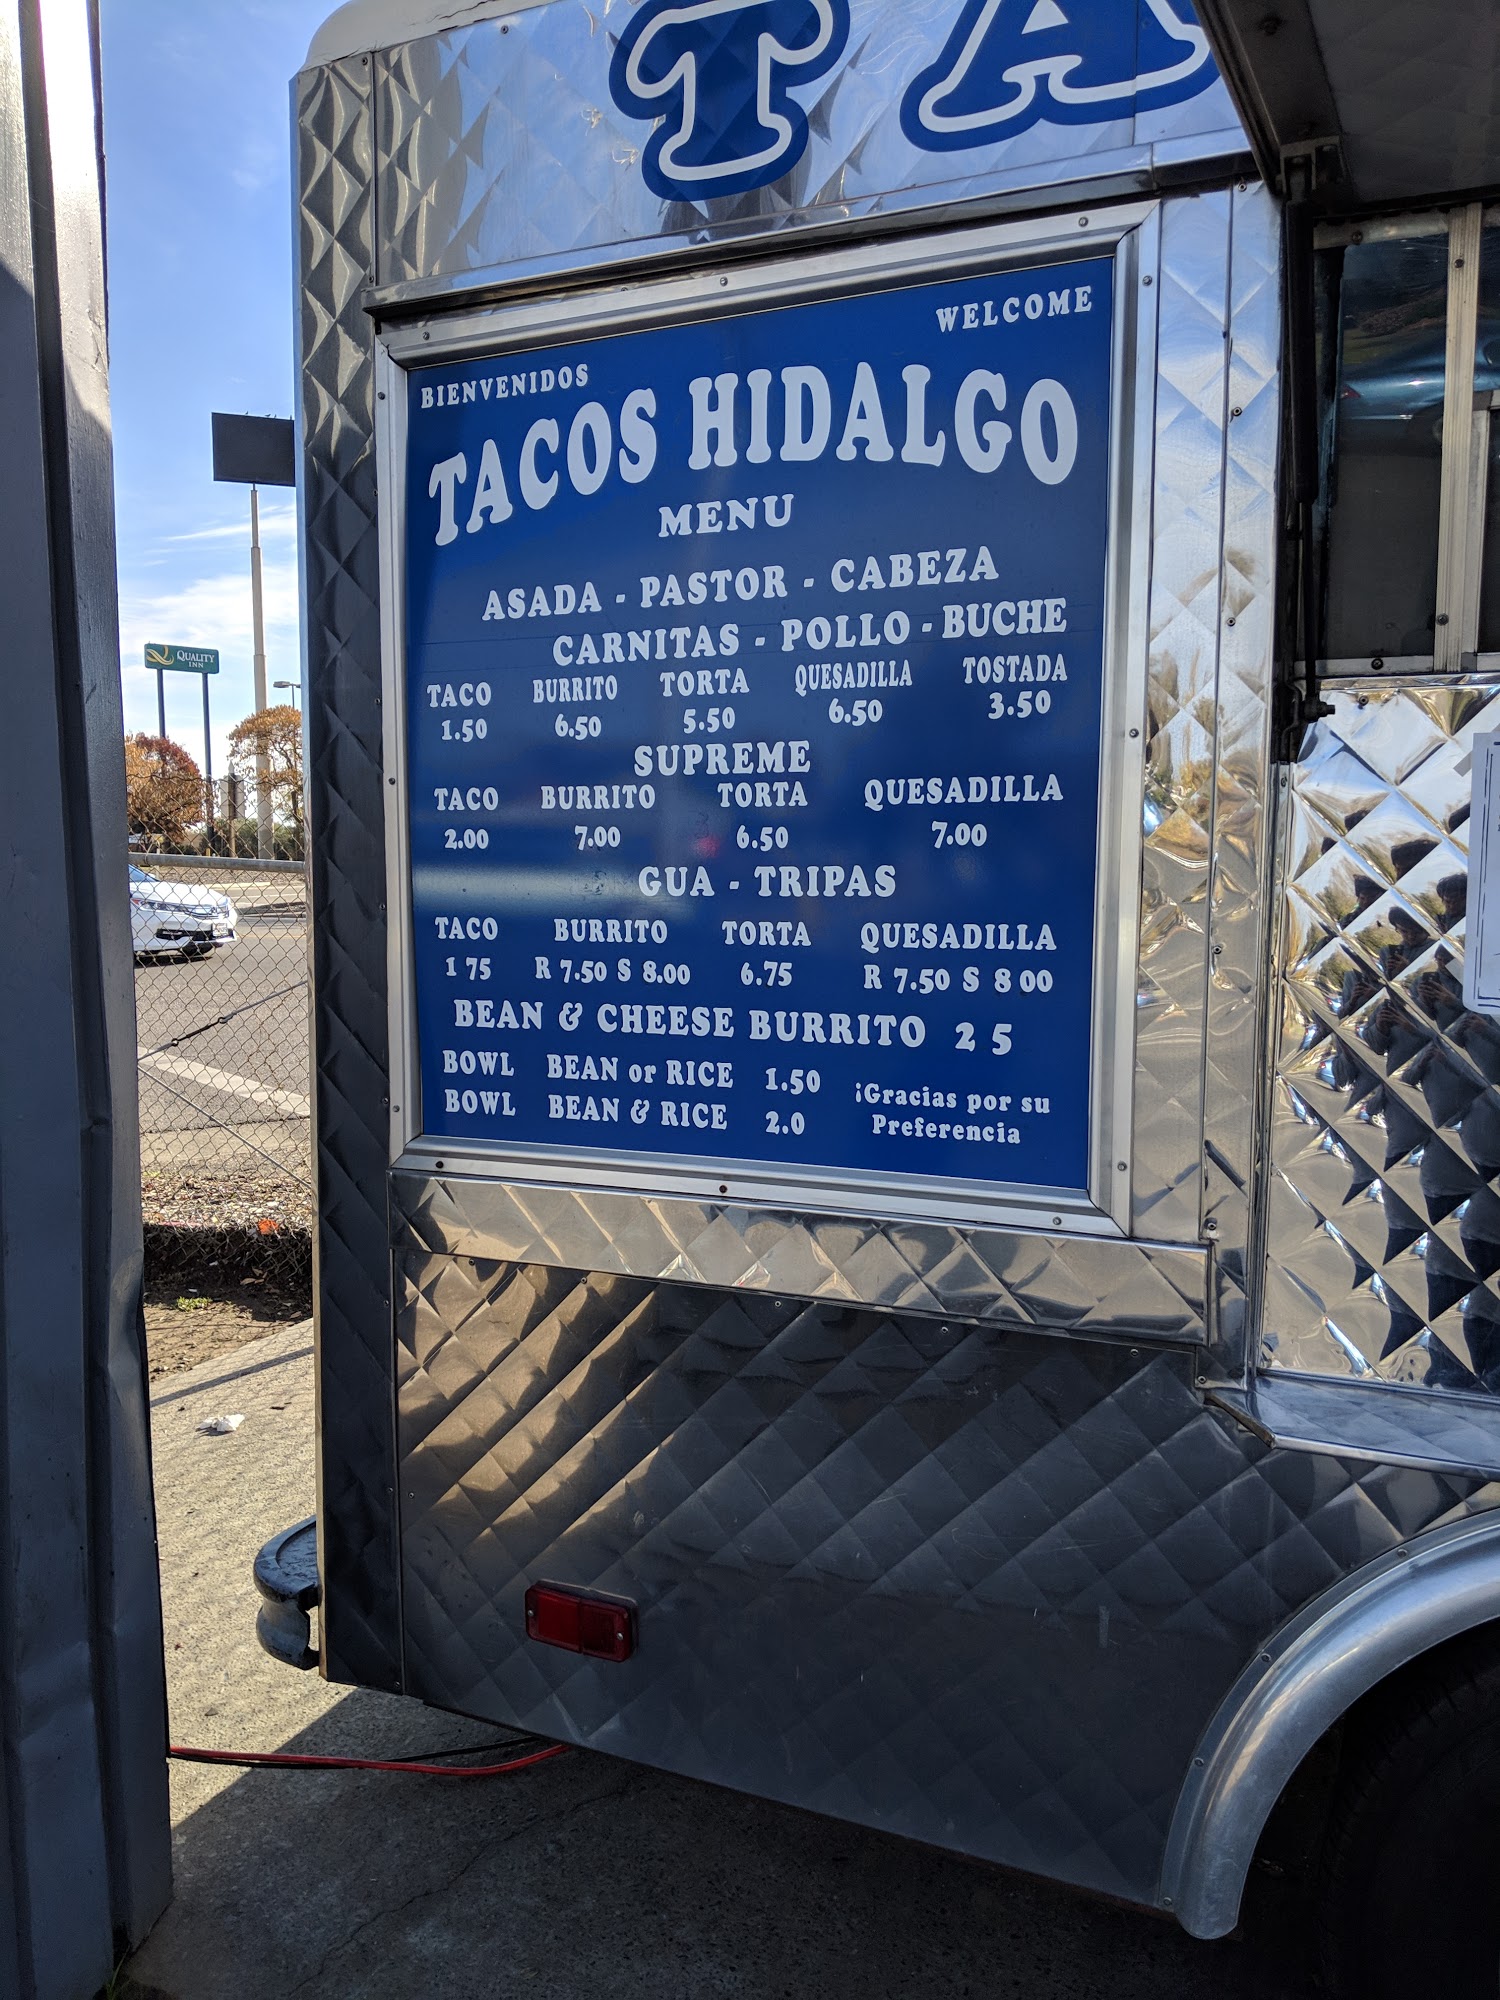 TA
BIENVENIDOS WELCOME
TACOS HIDALGO
MENU
ASADA - PASTOR - CABEZA
CARNITAS - POLLO - BUCHE
TACO BURRITO TORTA QUESADILLA TOSTADA
1.50 6.50 5.50 6.50 3.50
SUPREME
TACO BURRITO TORTA QUESADILLA
2.00 7.00 6.50 7.00
GUA - TRIPAS
TACO BURRITO TORTA QUESADILLA
1 75 R 7.50 S 8.00 6.75 R 7.50 S 8 00
BEAN & CHEESE BURRITO 2 5
BOWL BEAN or RICE 1.50
BOWL BEAN & RICE 2.0
¡Gracias por su
Preferencia
QUALITY
INN